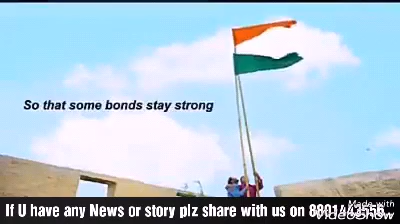 So that some bonds stay strong
Made with
VideoShow
If U have any News or story plz share with us on